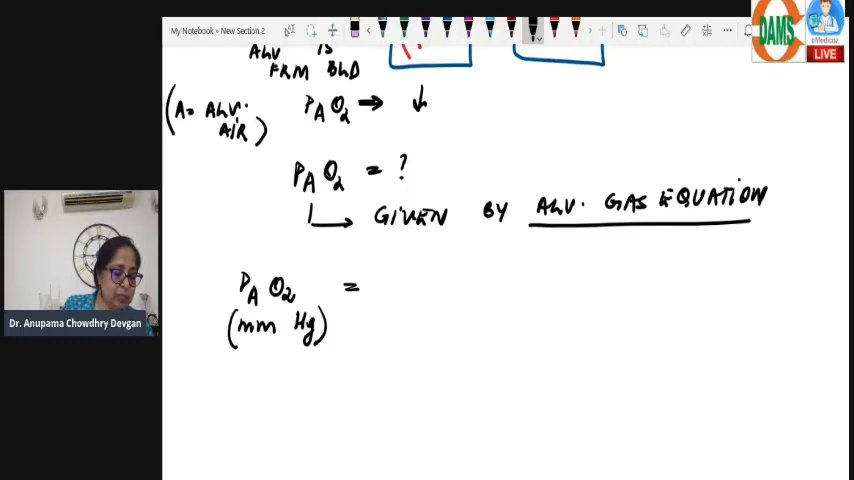 My Notebook » New Section 2
DAMS
eMedicoz
LIVE
ALV IS
FRM BLD
(A= ALV. AIR)
PAO2 → ↓
PAO2 = ?
GIVEN BY ALV. GAS EQUATION
PAO2 =
(mm Hg)
Dr. Anupama Chowdhry Devgan